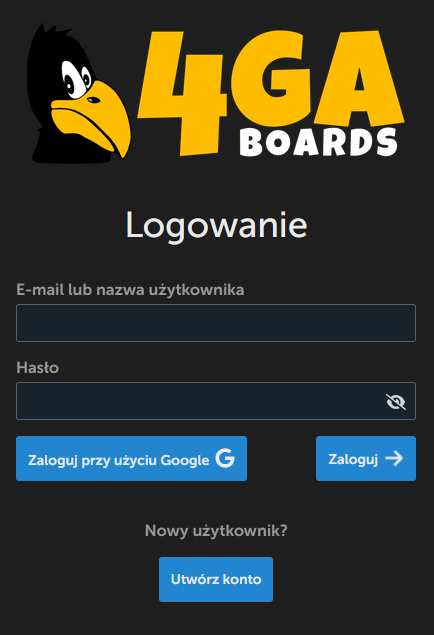 4GA
BOARDS
Logowanie
E-mail lub nazwa użytkownika
Hasło
Zaloguj przy użyciu Google
Zaloguj
Nowy użytkownik?
Utwórz konto